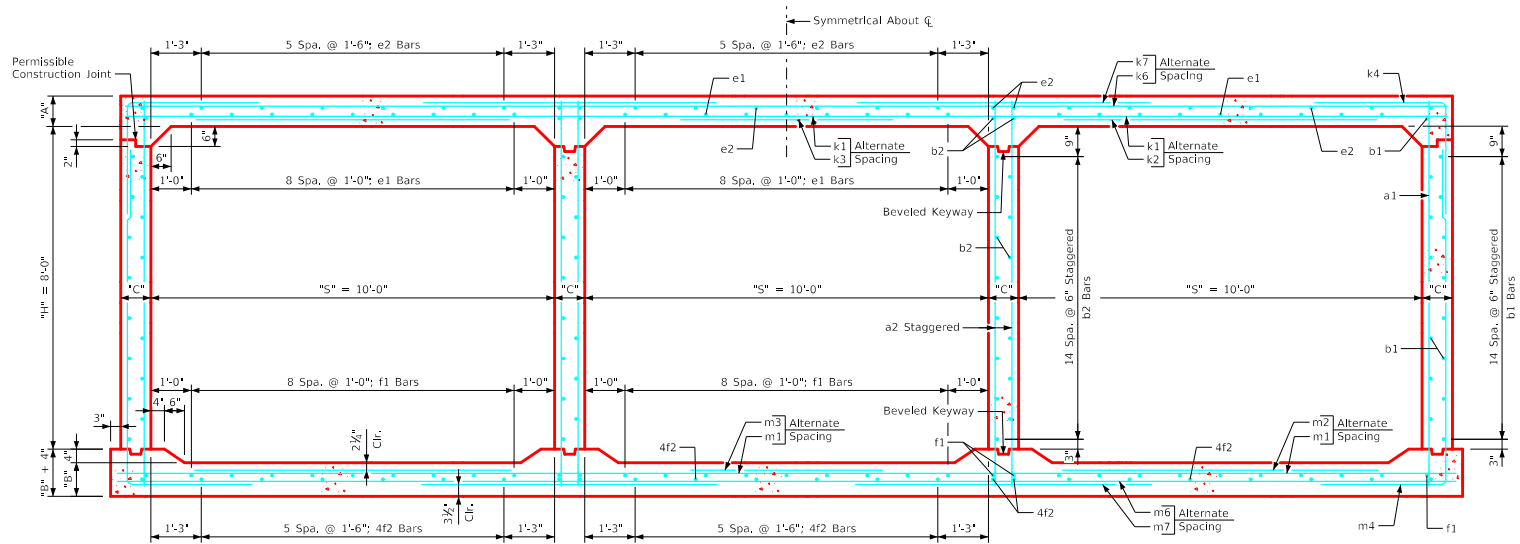 Symmetrical About ℄
1'-3"
5 Spa. @ 1'-6"; e2 Bars
1'-3"
1'-3"
5 Spa. @ 1'-6"; e2 Bars
1'-3"
Permissible
Construction Joint
k7 Alternate
k6 Spacing
k4
e1
e2
e1
"A"
2"
6"
6"
e2
k1 Alternate
k3 Spacing
b2
k1 Alternate
k2 Spacing
e2
b1
9"
9"
1'-0"
8 Spa. @ 1'-0"; e1 Bars
1'-0"
1'-0"
8 Spa. @ 1'-0"; e1 Bars
1'-0"
Beveled Keyway
a1
b2
"H" = 8'-0"
"C"
"S" = 10'-0"
"C"
"S" = 10'-0"
"C"
"S" = 10'-0"
"C"
14 Spa. @ 6" Staggered
b2 Bars
14 Spa. @ 6" Staggered
b1 Bars
a2 Staggered
b1
1'-0"
8 Spa. @ 1'-0"; f1 Bars
1'-0"
1'-0"
8 Spa. @ 1'-0"; f1 Bars
1'-0"
4"
6"
3"
Beveled Keyway
m3 Alternate
m1 Spacing
m2 Alternate
m1 Spacing
2¼"
Clr.
4f2
f1
4f2
"B" + 4"
"B"
4"
3"
3"
3½"
Clr.
4f2
m6 Alternate
m7 Spacing
m4
f1
1'-3"
5 Spa. @ 1'-6"; 4f2 Bars
1'-3"
1'-3"
5 Spa. @ 1'-6"; 4f2 Bars
1'-3"